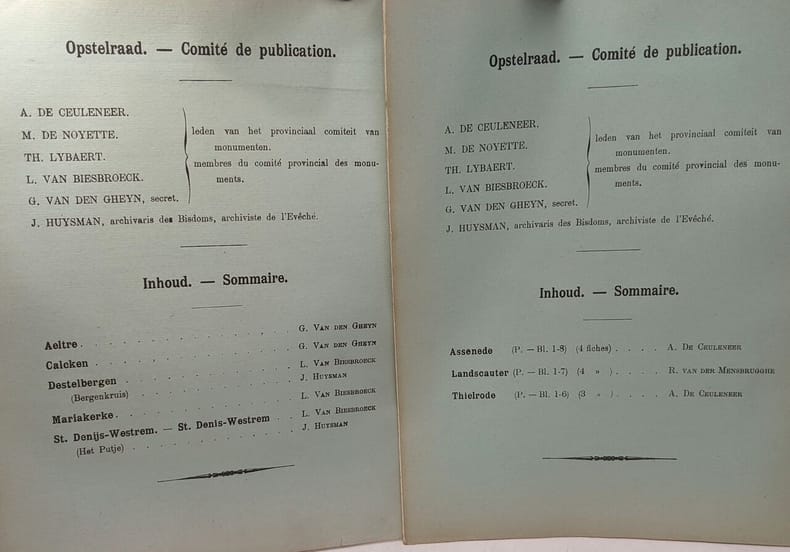 Opstelraad. — Comité de publication.
A. DE CEULENEER.
M. DE NOYETTE.
TH. LYBAERT.
L. VAN BIESBROECK.
G. VAN DEN GHEYN, secret.
leden van het provinciaal comiteit van
monumenten.
membres du comité provincial des monu-
ments.
J. HUYSMAN, archivaris des Bisdoms, archiviste de l'Evêché.
Inhoud. — Sommaire.
Aeltre . . . . . . . . . G. VAN DEN GHEYN
Calcken . . . . . . . . . G. VAN DEN GHEYN
Destelbergen . . . . . . . . L. VAN BIESBROECK
(Bergenkruis) . . . . . . . . J. HUYSMAN
Mariakerke . . . . . . . . L. VAN BIESBROECK
St. Denijs-Westrem. — St. Denis-Westrem . . L. VAN BIESBROECK
(Het Putje) . . . . . . . . J. HUYSMAN
Opstelraad. — Comité de publication.
A. DE CEULENEER.
M. DE NOYETTE.
TH. LYBAERT.
L. VAN BIESBROECK.
G. VAN DEN GHEYN, secret.
leden van het provinciaal comiteit van
monumenten.
membres du comité provincial des monu-
ments.
J. HUYSMAN, archivaris des Bisdoms, archiviste de l'Evêché.
Inhoud. — Sommaire.
Assenede (P. — Bl. 1-8) (4 fiches) . . . . A. DE CEULENEER
Landscauter (P. — Bl. 1-7) (4 » ) . . . . R. VAN DER MENSBRUGGHE
Thielrode (P. — Bl. 1-6) (3 » ) . . . . A. DE CEULENEER